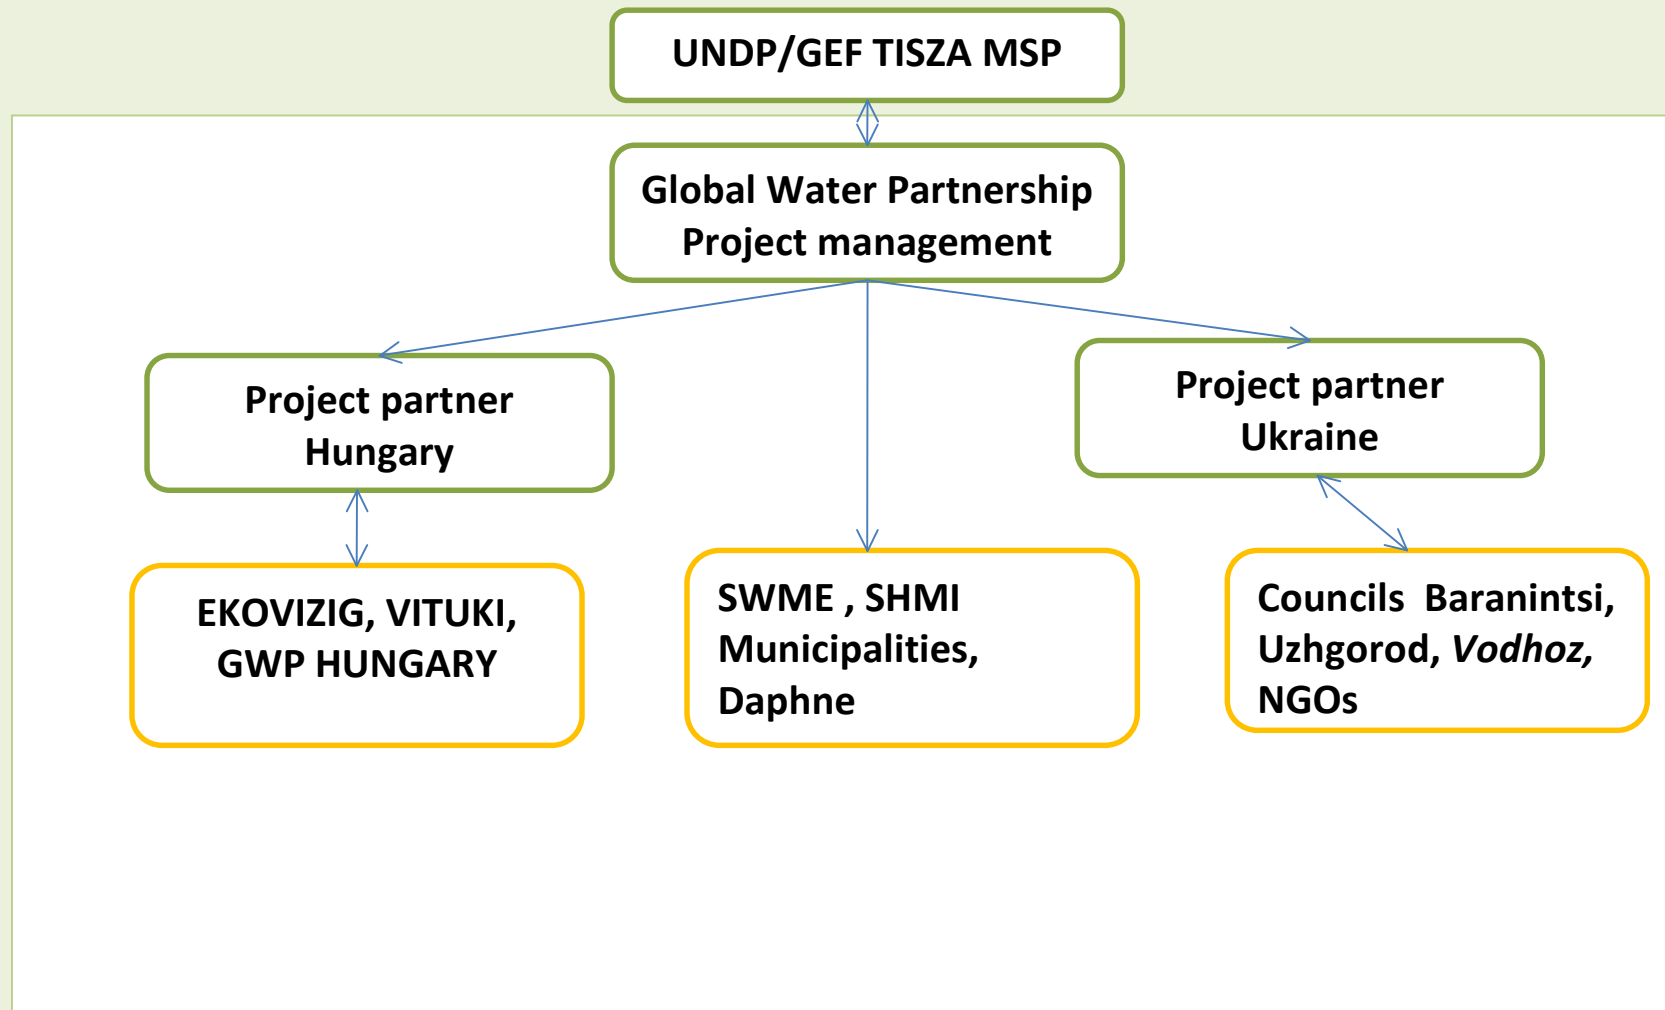 UNDP/GEF TISZA MSP
Global Water Partnership
Project management
Project partner
Hungary
Project partner
Ukraine
EKOVIZIG, VITUKI,
GWP HUNGARY
SWME , SHMI
Municipalities,
Daphne
Councils  Baranintsi,
Uzhgorod, Vodhoz,
NGOs